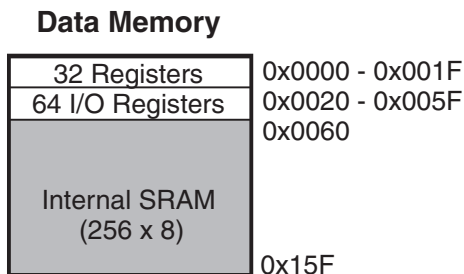 Data Memory
32 Registers 0x0000 - 0x001F
64 I/O Registers 0x0020 - 0x005F
0x0060
Internal SRAM
(256 x 8)
0x15F